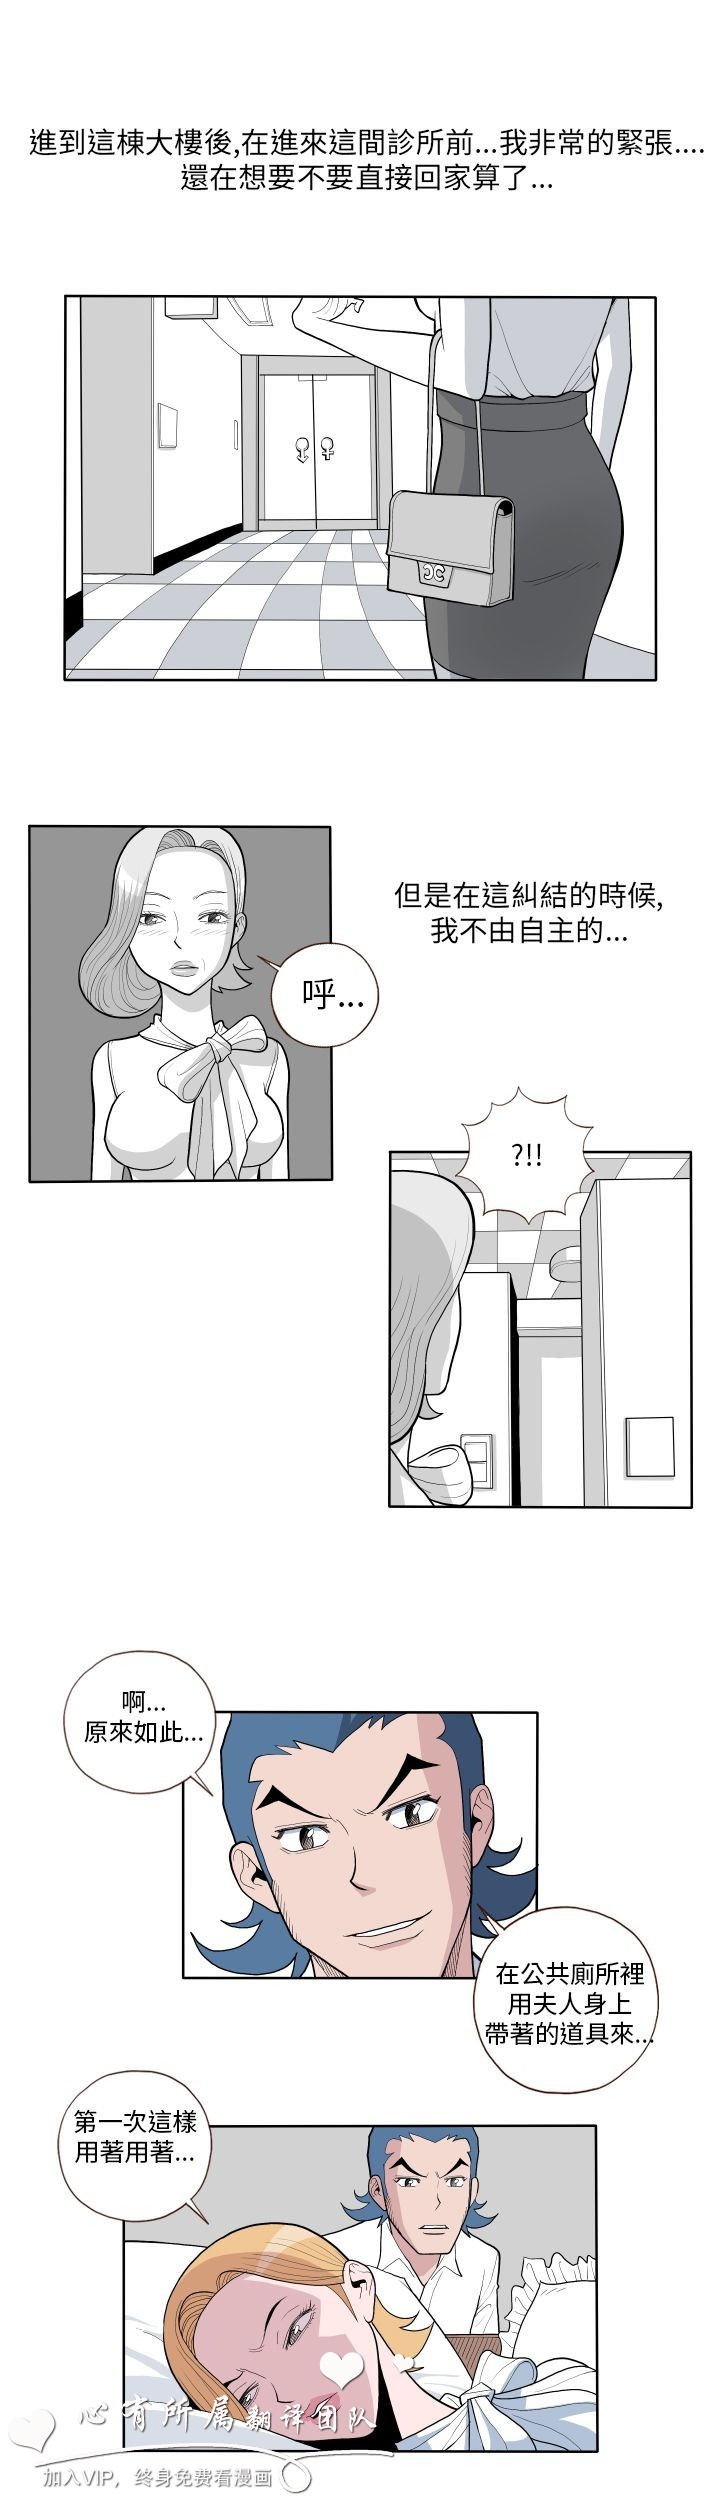 進到這棟大樓後,在進來這間診所前...我非常的緊張....
還在想要不要直接回家算了...
但是在這糾結的時候,
我不由自主的...
呼...
?!!
啊...
原來如此...
在公共廁所裡
用夫人身上
帶著的道具來...
第一次這樣
用著用著...
心有所属翻译团队
加入VIP，终身免费看漫画